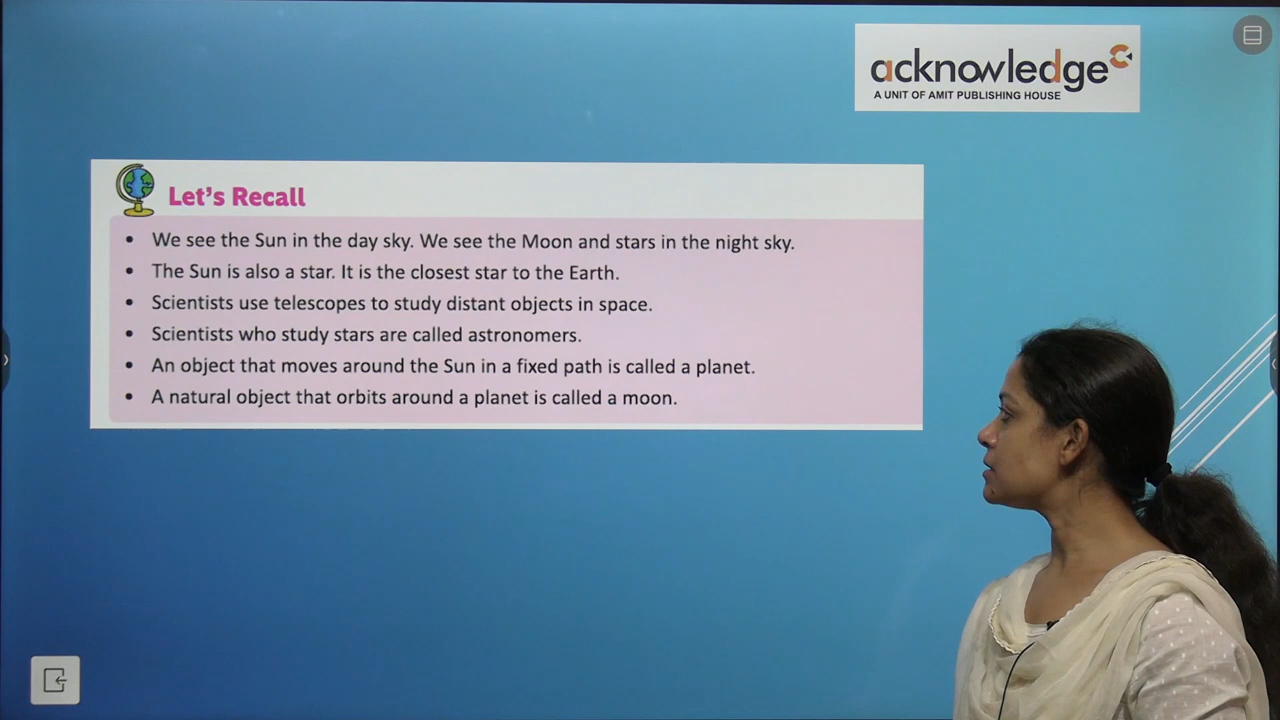 acknowledge
A UNIT OF AMIT PUBLISHING HOUSE
Let's Recall
• We see the Sun in the day sky. We see the Moon and stars in the night sky.
• The Sun is also a star. It is the closest star to the Earth.
• Scientists use telescopes to study distant objects in space.
• Scientists who study stars are called astronomers.
• An object that moves around the Sun in a fixed path is called a planet.
• A natural object that orbits around a planet is called a moon.